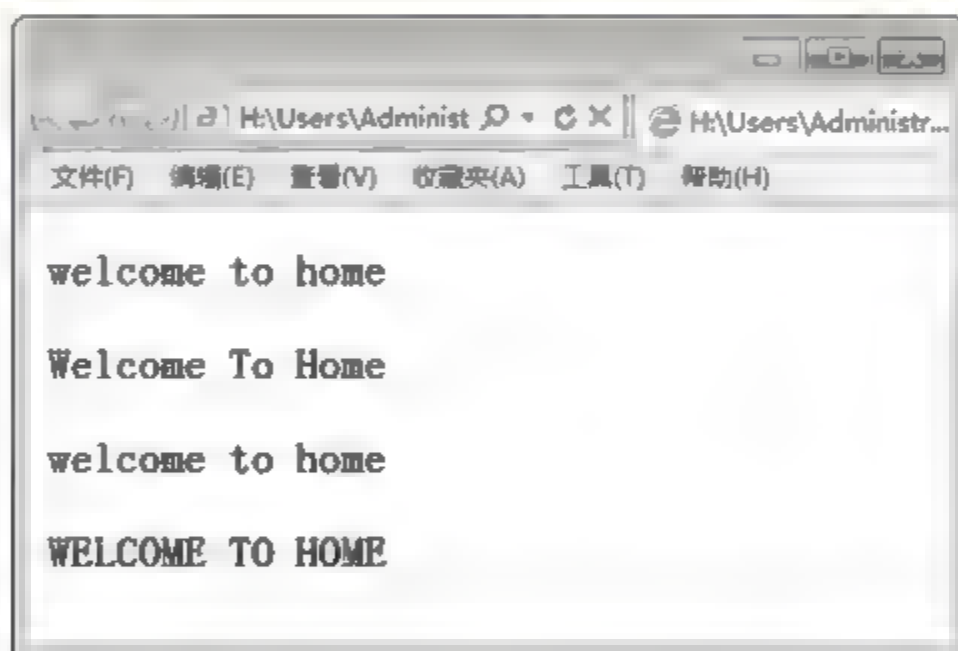 H:\Users\Administ H:\Users\Administr...
文件(F) 编辑(E) 查看(V) 收藏夹(A) 工具(T) 帮助(H)
welcome to home
Welcome To Home
welcome to home
WELCOME TO HOME